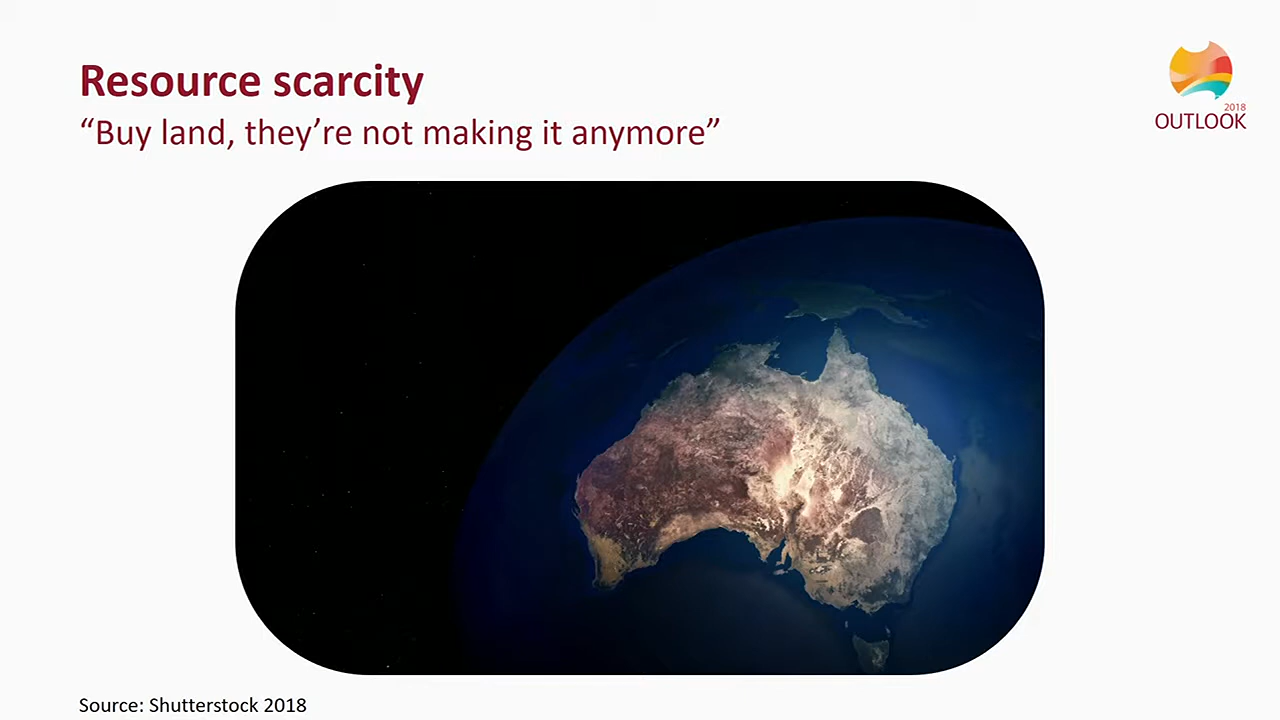 Resource scarcity
“Buy land, they’re not making it anymore”
2018
OUTLOOK
Source: Shutterstock 2018